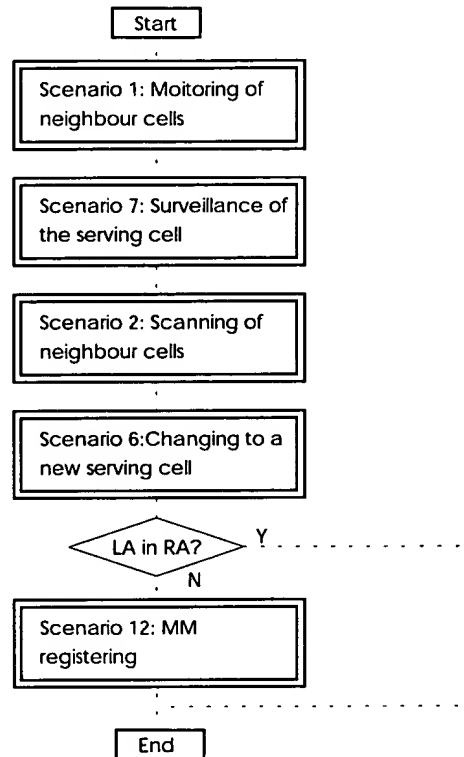 Start
Scenario 1: Moitoring of
neighbour cells
Scenario 7: Surveillance of
the serving cell
Scenario 2: Scanning of
neighbour cells
Scenario 6:Changing to a
new serving cell
LA in RA?
Y
N
Scenario 12: MM
registering
End